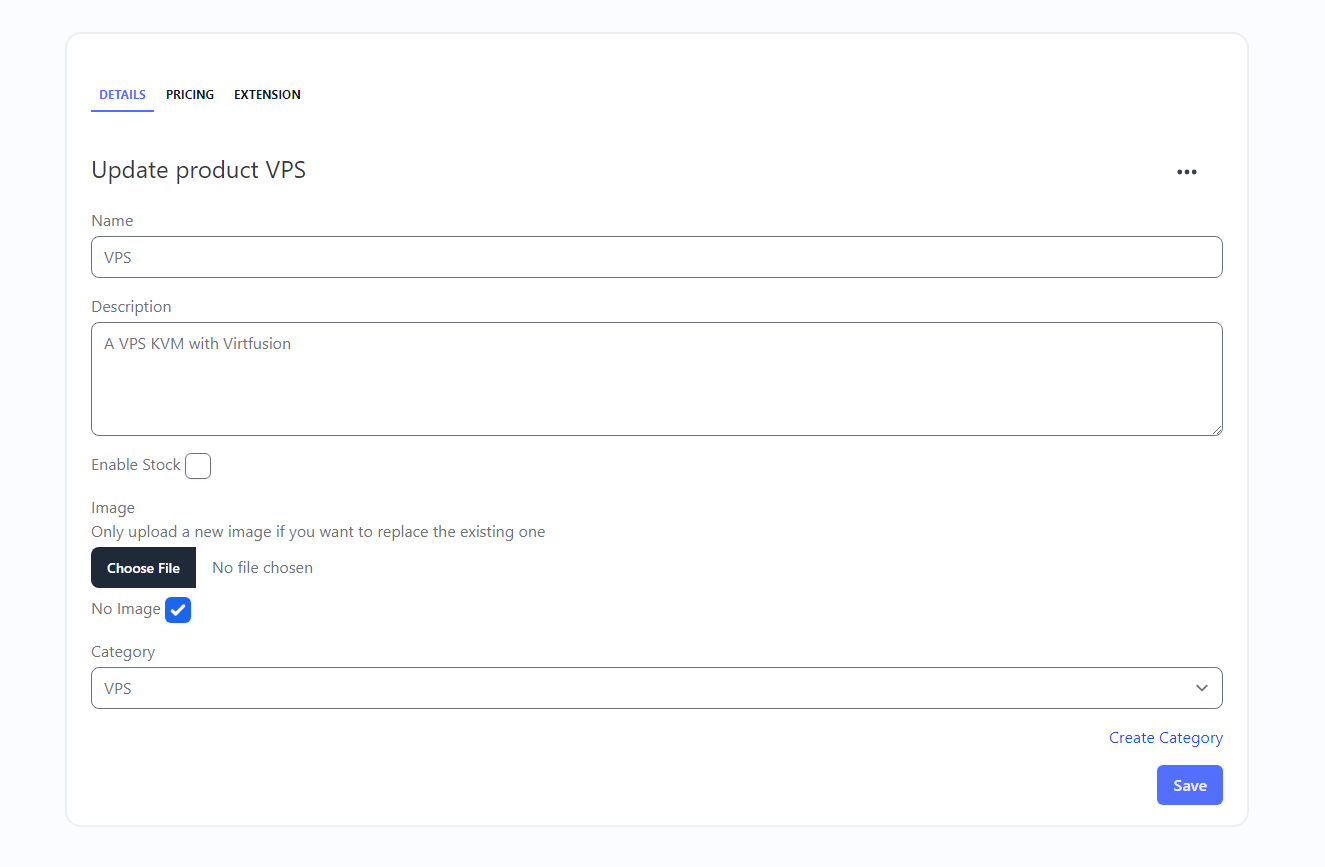 DETAILS PRICING EXTENSION
Update product VPS
Name
VPS
Description
A VPS KVM with Virtfusion
Enable Stock
Image
Only upload a new image if you want to replace the existing one
Choose File No file chosen
No Image
Category
VPS
Create Category
Save